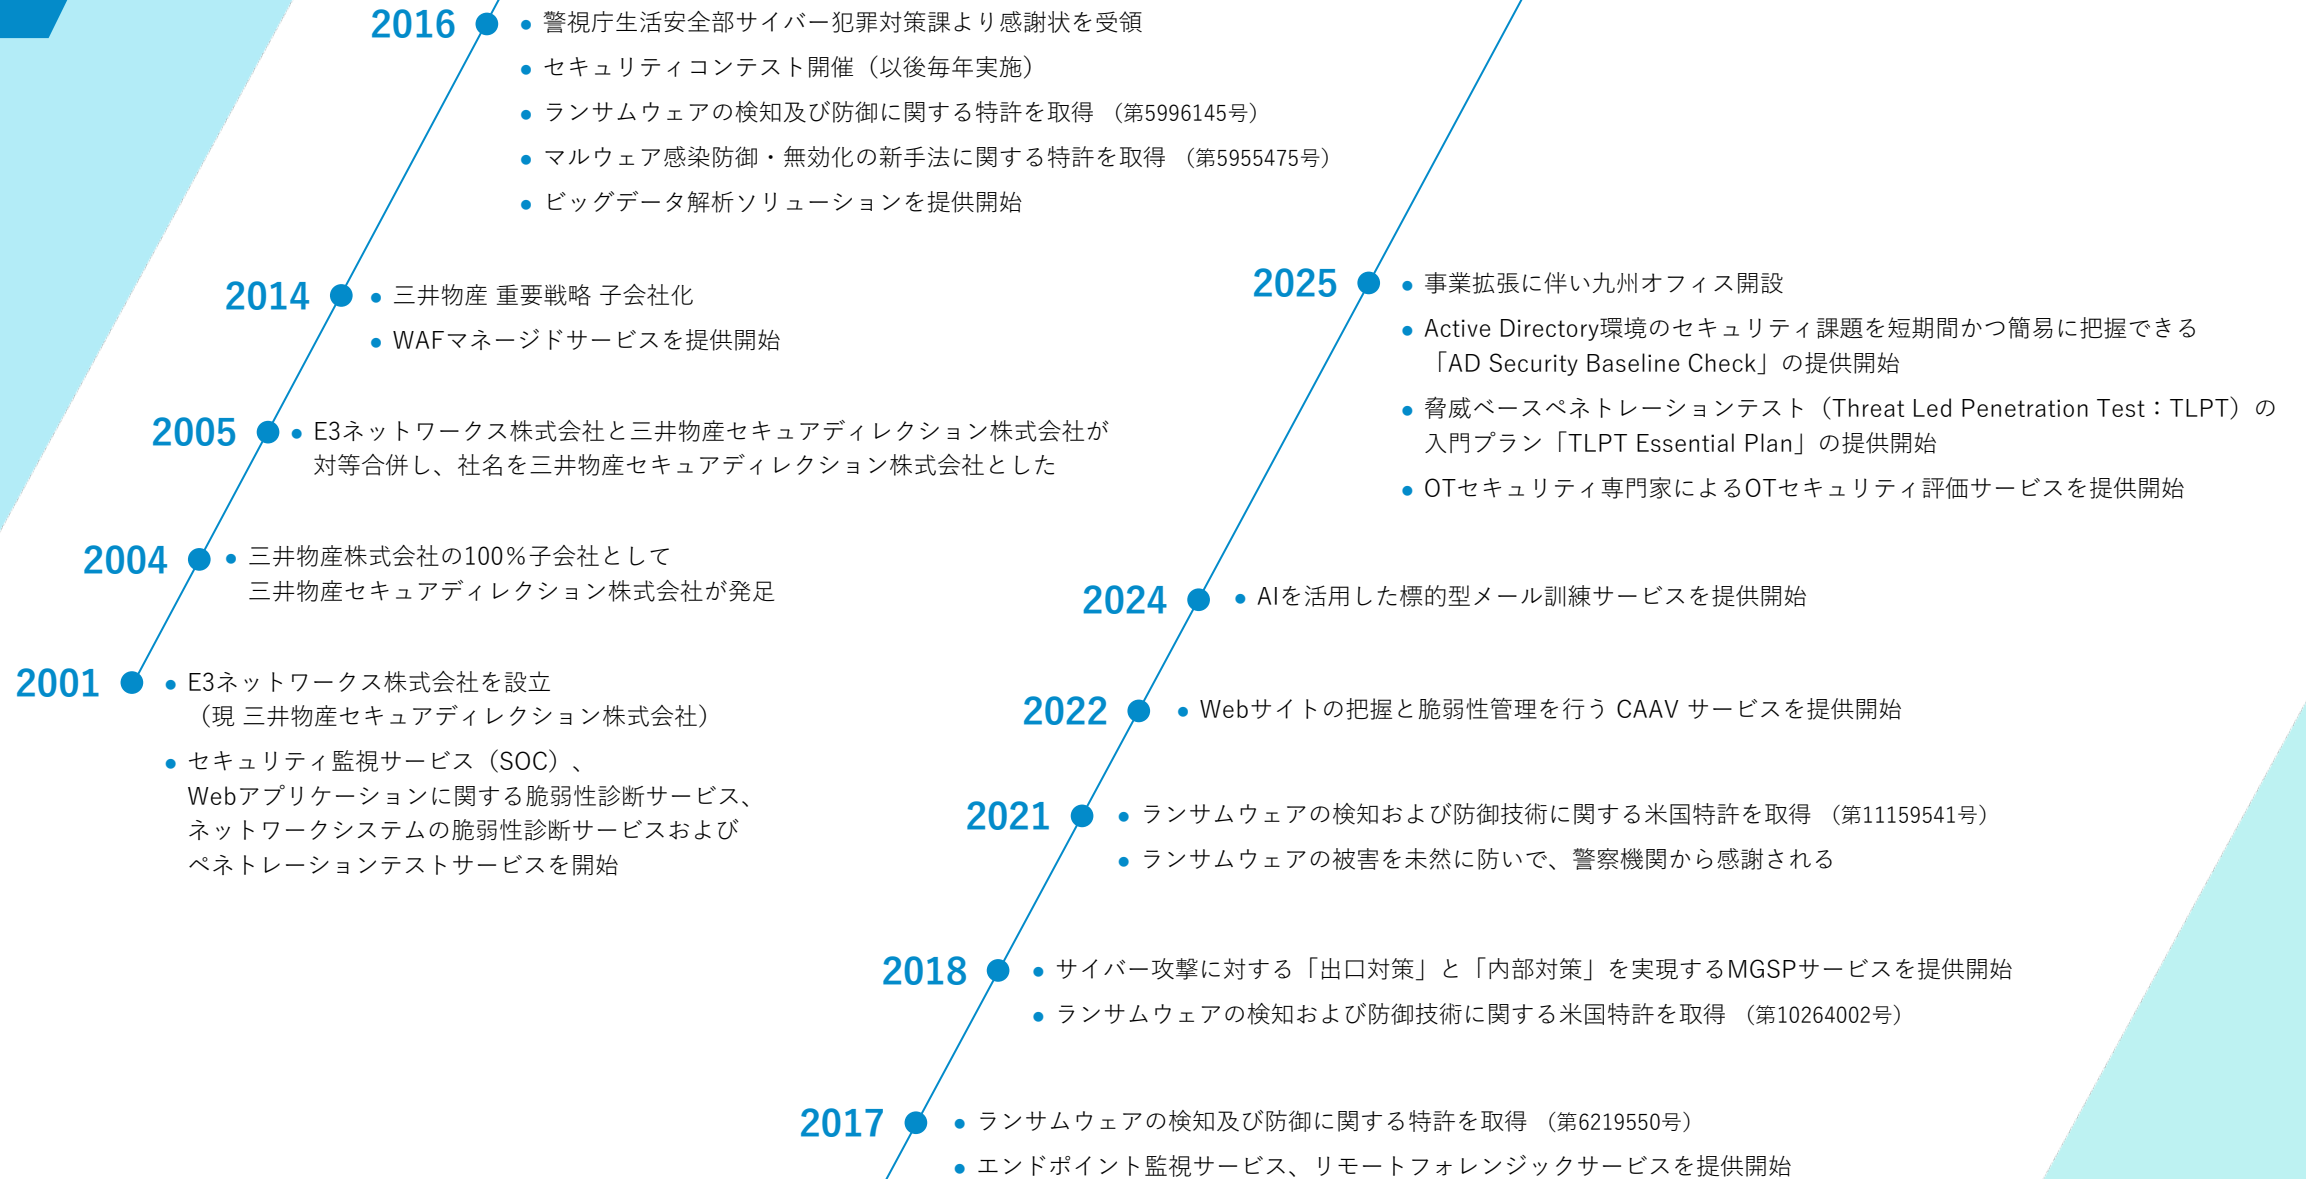 2016
警視庁生活安全部サイバー犯罪対策課より感謝状を受領
セキュリティコンテスト開催（以後毎年実施）
ランサムウェアの検知及び防御に関する特許を取得 （第5996145号）
マルウェア感染防御・無効化の新手法に関する特許を取得 （第5955475号）
ビッグデータ解析ソリューションを提供開始
2014
三井物産 重要戦略 子会社化
WAFマネージドサービスを提供開始
2005
E3ネットワークス株式会社と三井物産セキュアディレクション株式会社が
対等合併し、社名を三井物産セキュアディレクション株式会社とした
2004
三井物産株式会社の100％子会社として
三井物産セキュアディレクション株式会社が発足
2001
E3ネットワークス株式会社を設立
（現 三井物産セキュアディレクション株式会社）
セキュリティ監視サービス（SOC）、
Webアプリケーションに関する脆弱性診断サービス、
ネットワークシステムの脆弱性診断サービスおよび
ペネトレーションテストサービスを開始
2025
事業拡張に伴い九州オフィス開設
Active Directory環境のセキュリティ課題を短期間かつ簡易に把握できる
「AD Security Baseline Check」の提供開始
脅威ベースペネトレーションテスト（Threat Led Penetration Test：TLPT）の
入門プラン「TLPT Essential Plan」の提供開始
OTセキュリティ専門家によるOTセキュリティ評価サービスを提供開始
2024
AIを活用した標的型メール訓練サービスを提供開始
2022
Webサイトの把握と脆弱性管理を行う CAAV サービスを提供開始
2021
ランサムウェアの検知および防御技術に関する米国特許を取得 （第11159541号）
ランサムウェアの被害を未然に防いで、警察機関から感謝される
2018
サイバー攻撃に対する「出口対策」と「内部対策」を実現するMGSPサービスを提供開始
ランサムウェアの検知および防御技術に関する米国特許を取得 （第10264002号）
2017
ランサムウェアの検知及び防御に関する特許を取得 （第6219550号）
エンドポイント監視サービス、リモートフォレンジックサービスを提供開始